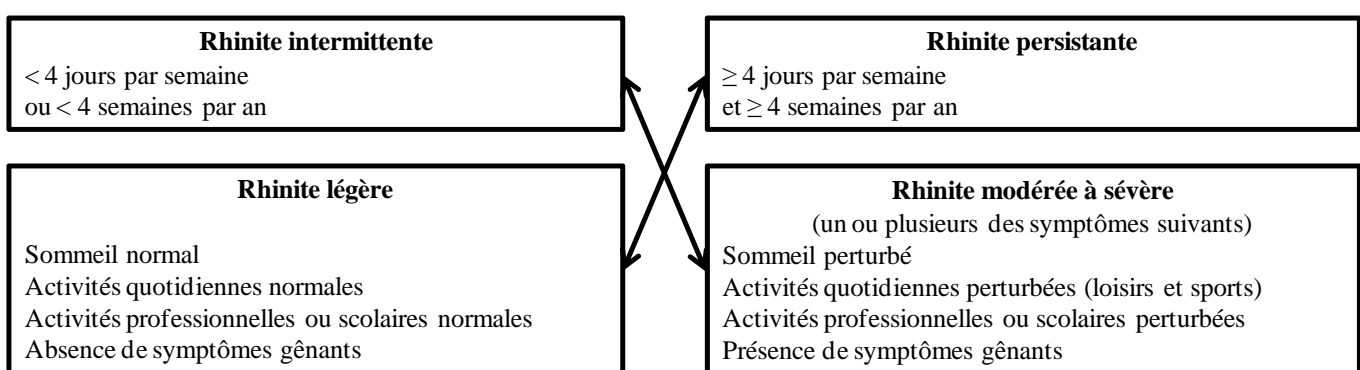 Rhinite intermittente
< 4 jours par semaine
ou < 4 semaines par an
Rhinite persistante
≥ 4 jours par semaine
et ≥ 4 semaines par an
Rhinite légère
Sommeil normal
Activités quotidiennes normales
Activités professionnelles ou scolaires normales
Absence de symptômes gênants
Rhinite modérée à sévère
(un ou plusieurs des symptômes suivants)
Sommeil perturbé
Activités quotidiennes perturbées (loisirs et sports)
Activités professionnelles ou scolaires perturbées
Présence de symptômes gênants